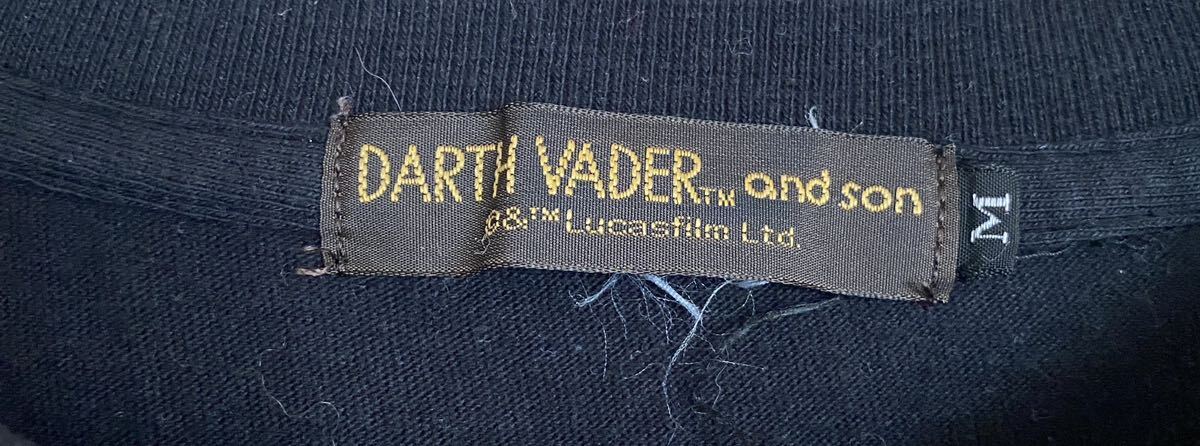 DARTH VADER™ and son
©&™ Lucasfilm Ltd.
M